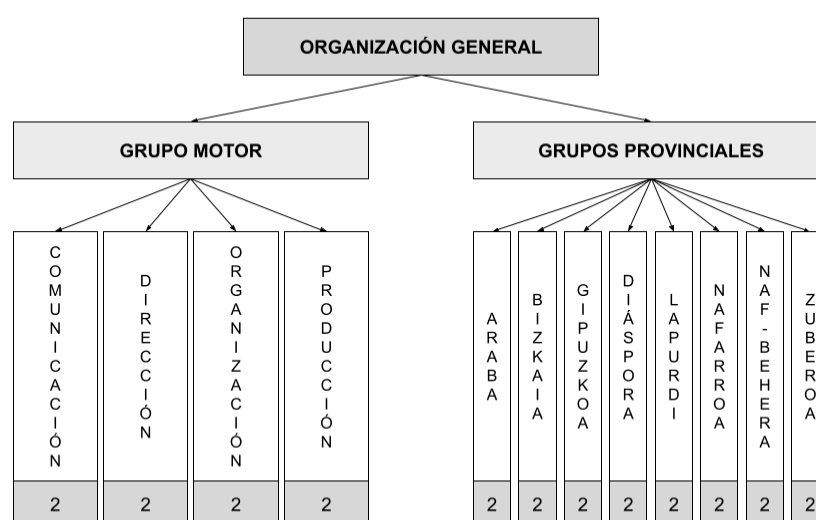 ORGANIZACIÓN GENERAL
GRUPO MOTOR
GRUPOS PROVINCIALES
COMUNICACIÓN
DIRECCIÓN
ORGANIZACIÓN
PRODUCCIÓN
ARABA
BIZKAIA
GIPUZKOA
DIÁSPORA
LAPURDI
NAFARROA
NAF-BEHERA
ZUBEROA
2 2 2 2 2 2 2 2 2 2 2 2